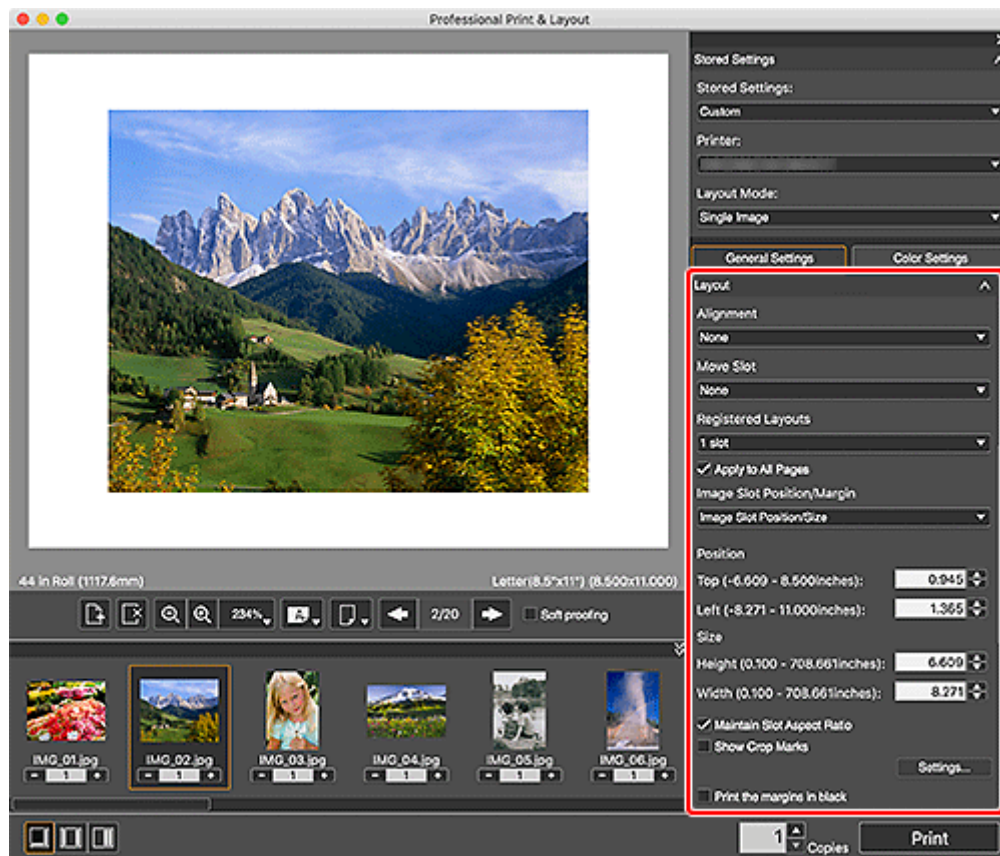 Professional Print & Layout
Stored Settings
Stored Settings:
Custom
Printer:
Layout Mode:
Single Image
General Settings Color Settings
Layout
Alignment
None
Move Slot
None
Registered Layouts
1 slot
Apply to All Pages
Image Slot Position/Margin
Image Slot Position/Size
Position
Top (-6.609 - 8.500inches): 0.945
Left (-8.271 - 11.000inches): 1.365
Size
Height (0.100 - 708.661inches): 6.609
Width (0.100 - 708.661inches): 8.271
Maintain Slot Aspect Ratio
Show Crop Marks
Settings...
Print the margins in black
44 in Roll (1117.6mm) Letter(8.5"x11") (8.500x11.000)
234% A 2/20 Soft proofing
IMG_01.jpg IMG_02.jpg IMG_03.jpg IMG_04.jpg IMG_05.jpg IMG_06.jpg
- 1 + - 1 + - 1 + - 1 + - 1 + - 1 +
1 Copies Print